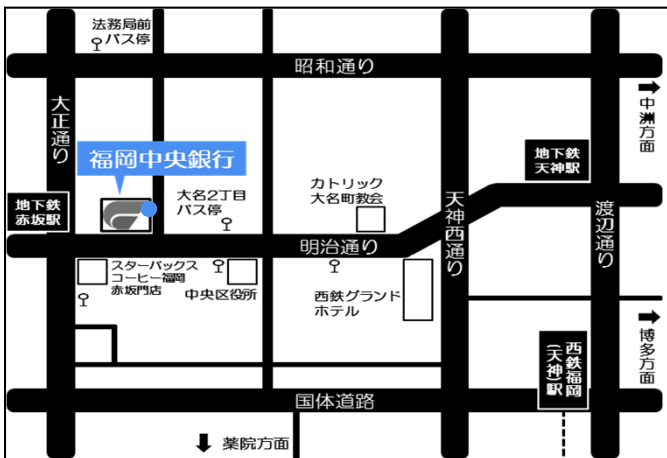 法務局前
バス停
昭和通り
大正通り
中洲方面
福岡中央銀行
地下鉄
天神駅
地下鉄
赤坂駅
大名2丁目
バス停
カトリック
大名町教会
天神西通り
渡辺通り
明治通り
スターバックス
コーヒー福岡
赤坂門店
中央区役所
西鉄グランド
ホテル
博多方面
西鉄福岡
(天神)駅
国体道路
薬院方面